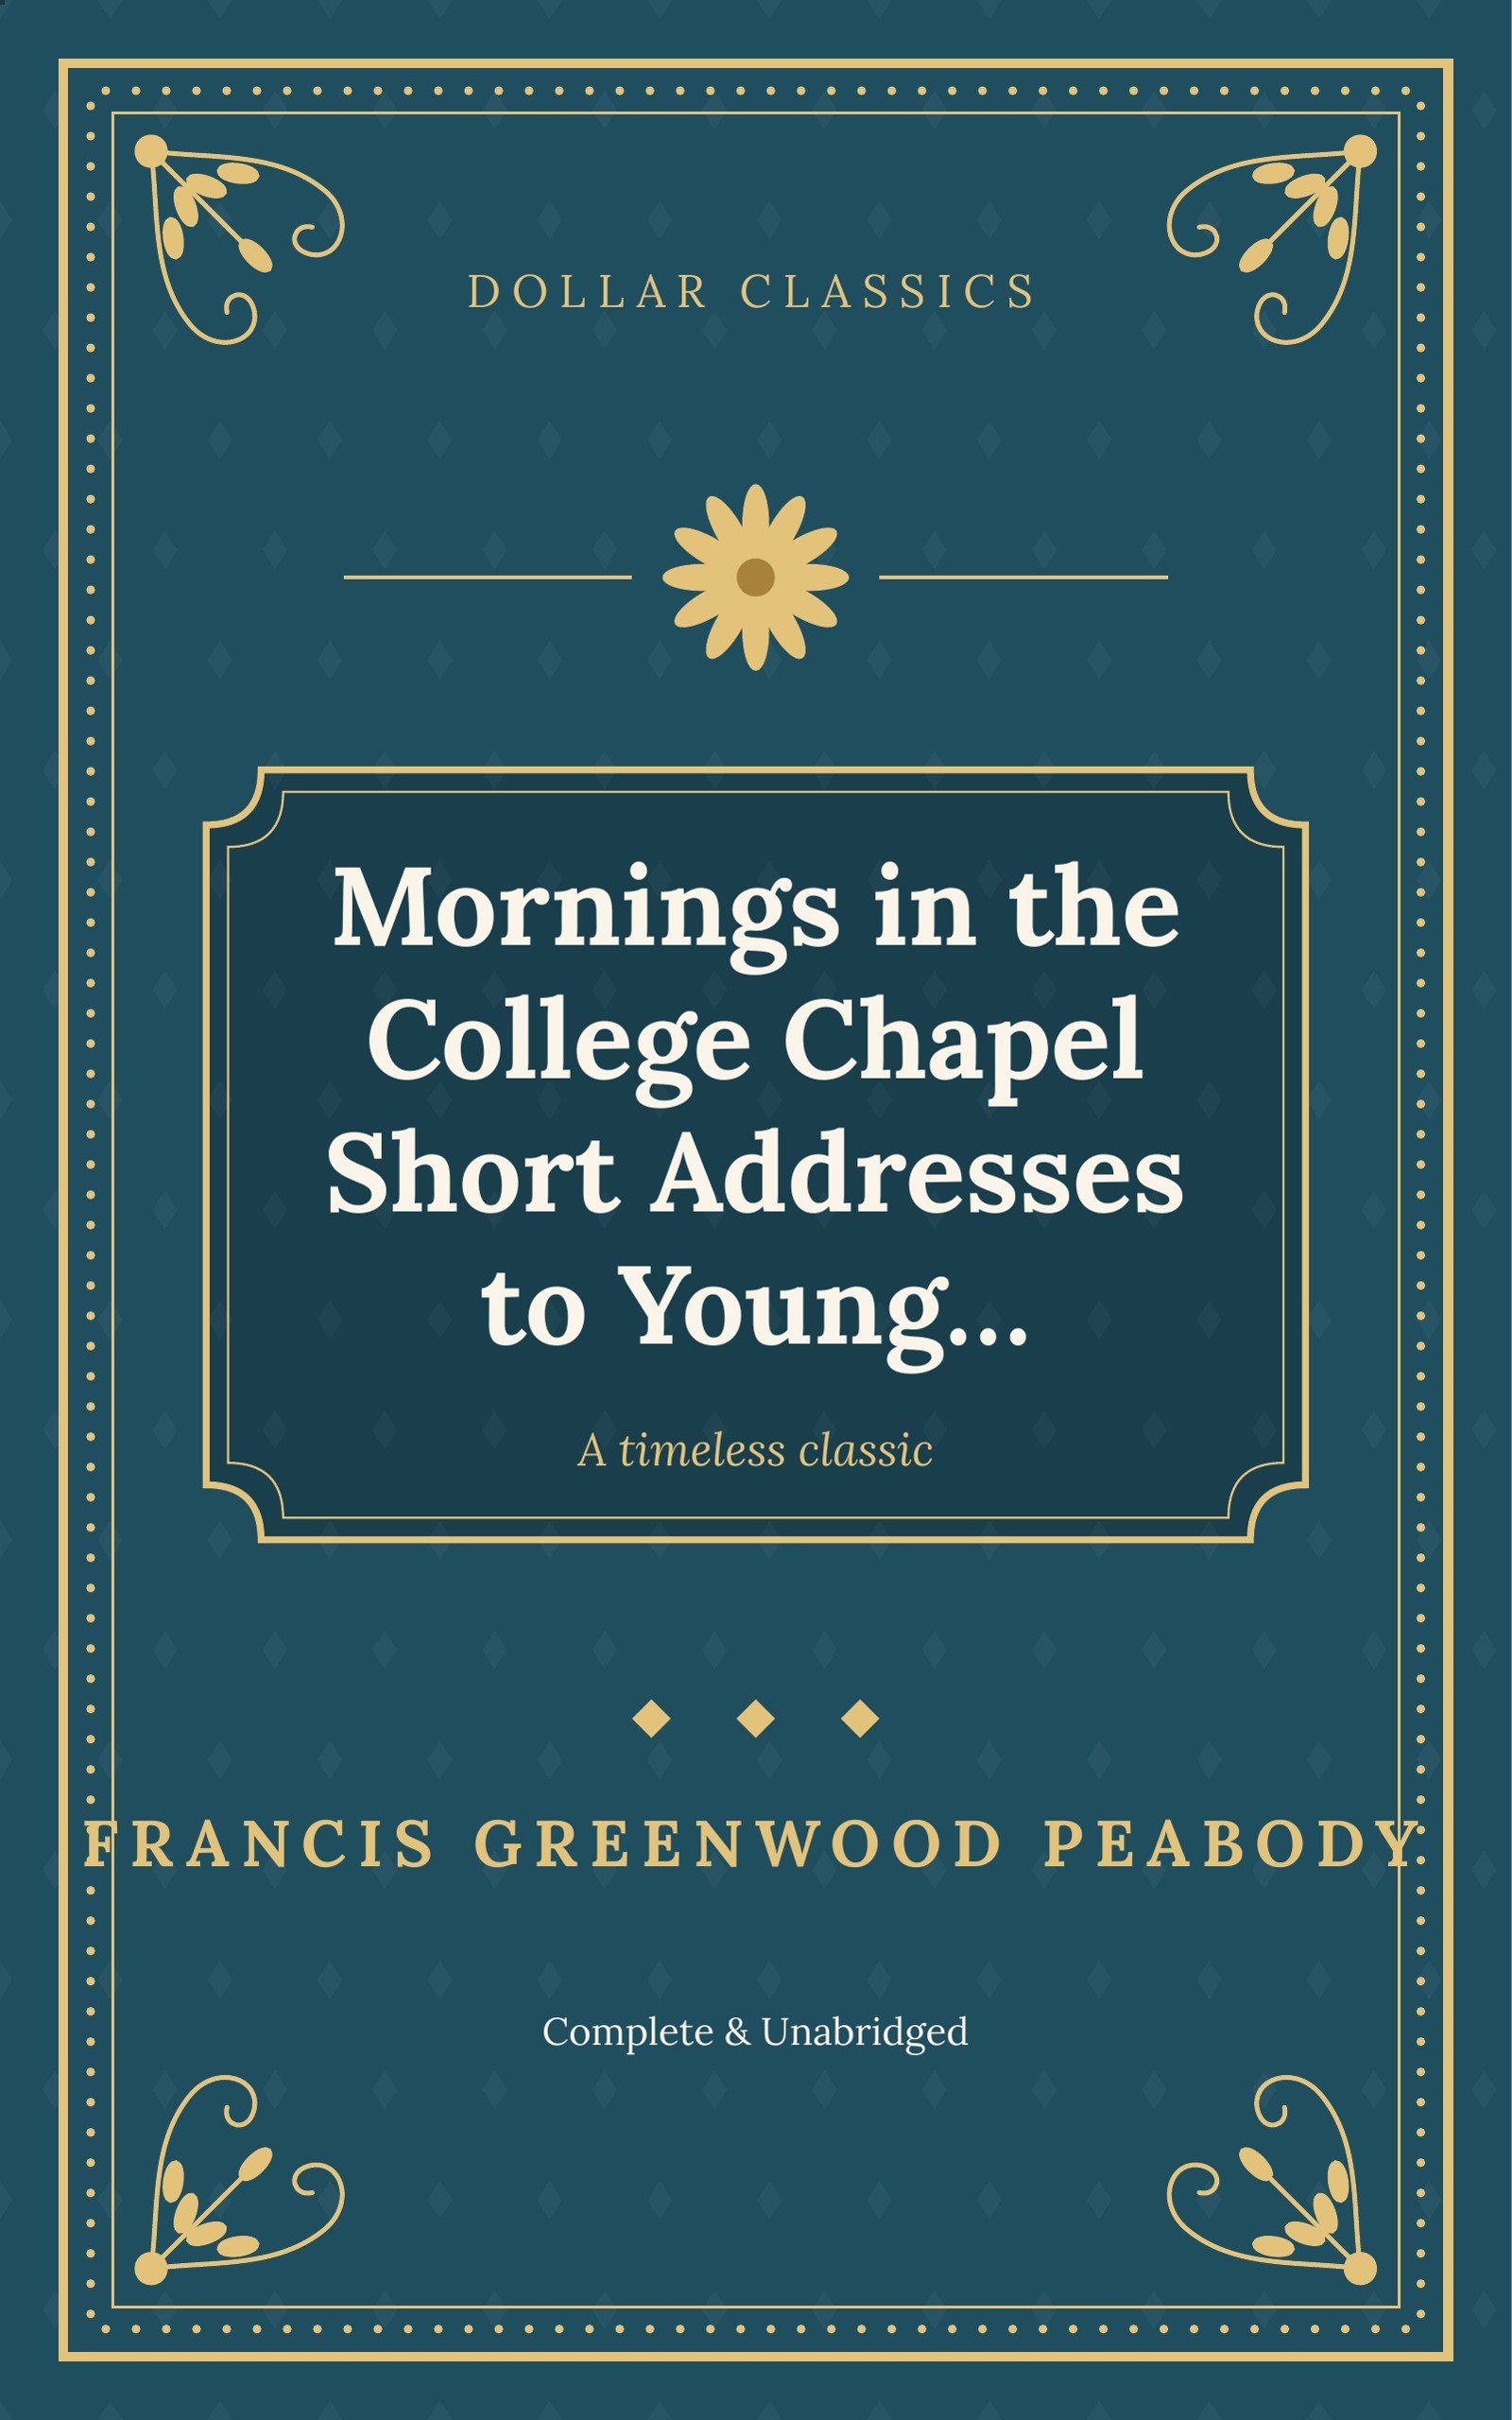 DOLLAR CLASSICS
Mornings in the
College Chapel
Short Addresses
to Young...
A timeless classic
FRANCIS GREENWOOD PEABODY
Complete & Unabridged